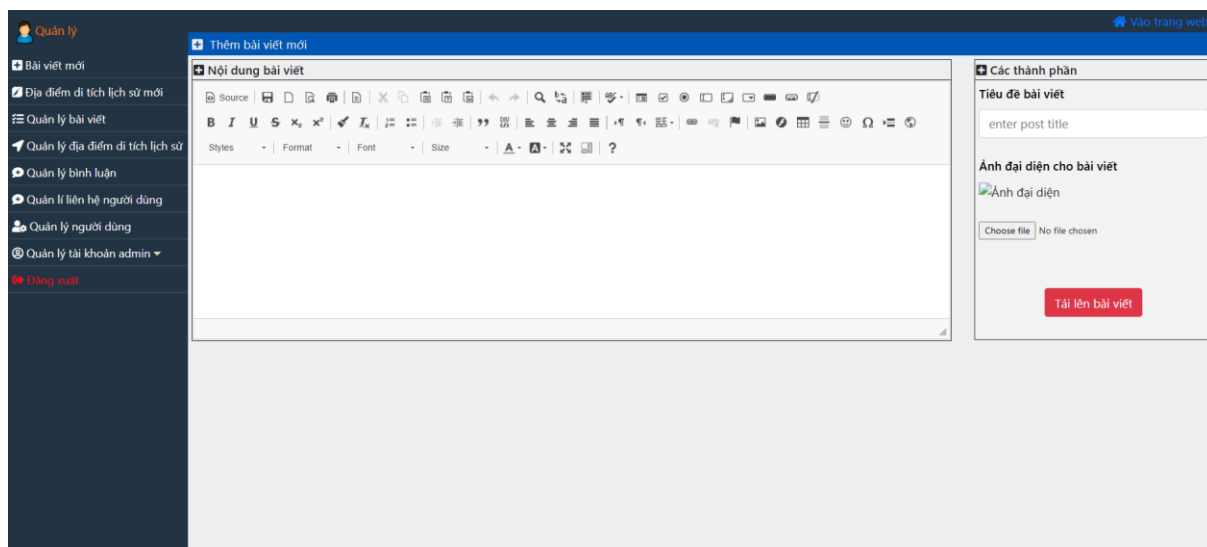 Quản lý
Vào trang web
Thêm bài viết mới
Bài viết mới
Địa điểm di tích lịch sử mới
Quản lý bài viết
Quản lý địa điểm di tích lịch sử
Quản lý bình luận
Quản lí liên hệ người dùng
Quản lý người dùng
Quản lý tài khoản admin
Đăng xuất
Nội dung bài viết
Source
Styles Format Font Size
Các thành phần
Tiêu đề bài viết
enter post title
Ảnh đại diện cho bài viết
Ảnh đại diện
Choose file No file chosen
Tải lên bài viết